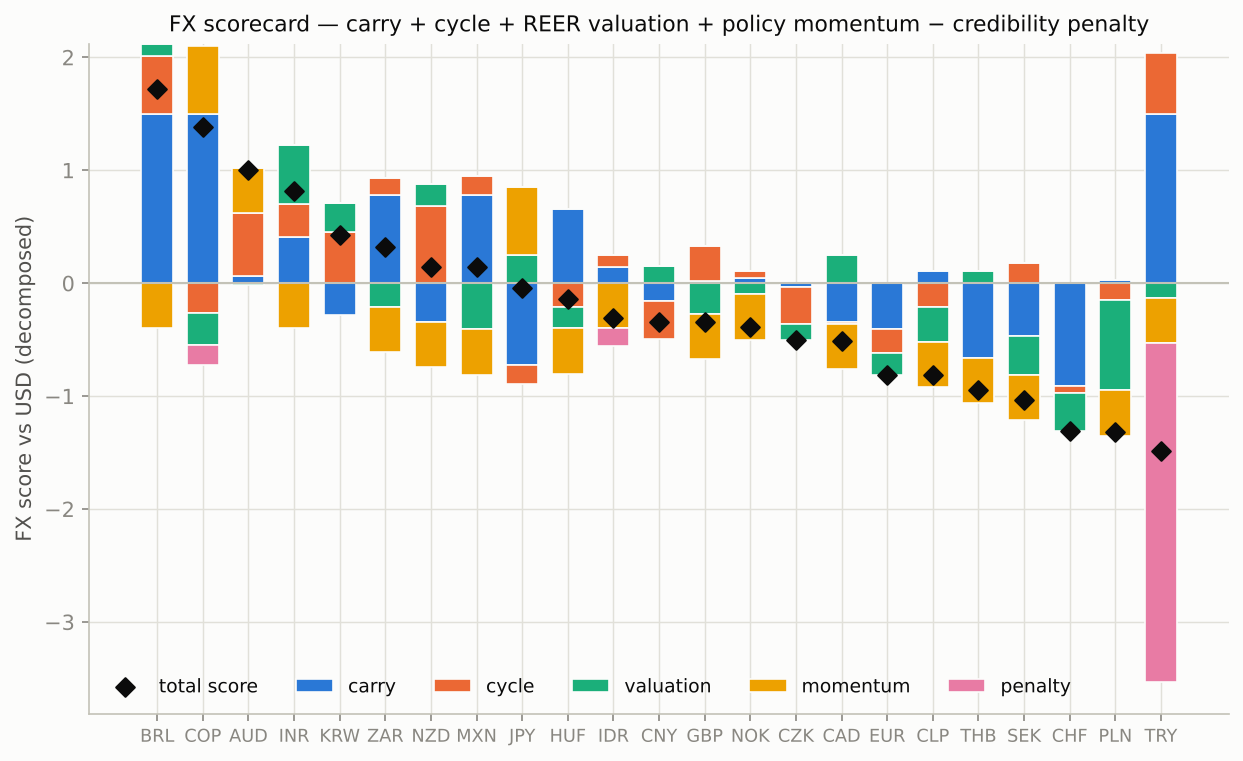 FX scorecard — carry + cycle + REER valuation + policy momentum − credibility penalty
FX score vs USD (decomposed)
2
1
0
−1
−2
−3
total score carry cycle valuation momentum penalty
BRL COP AUD INR KRW ZAR NZD MXN JPY HUF IDR CNY GBP NOK CZK CAD EUR CLP THB SEK CHF PLN TRY